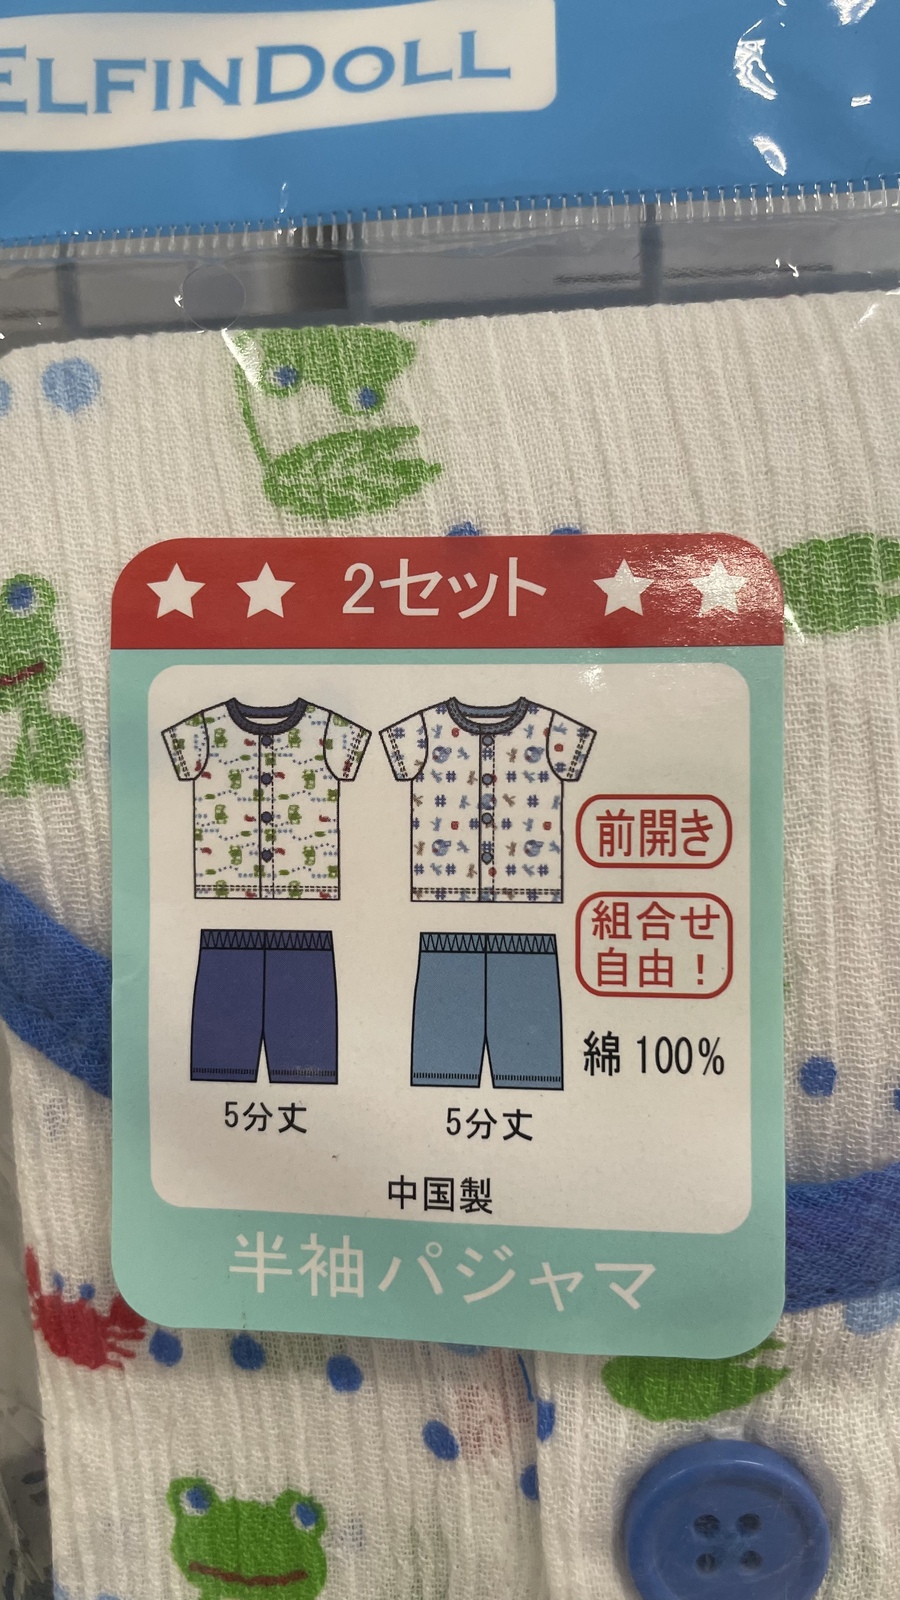 ELFINDOLL
2セット
前開き
組合せ
自由！
綿 100%
5分丈
5分丈
中国製
半袖パジャマ